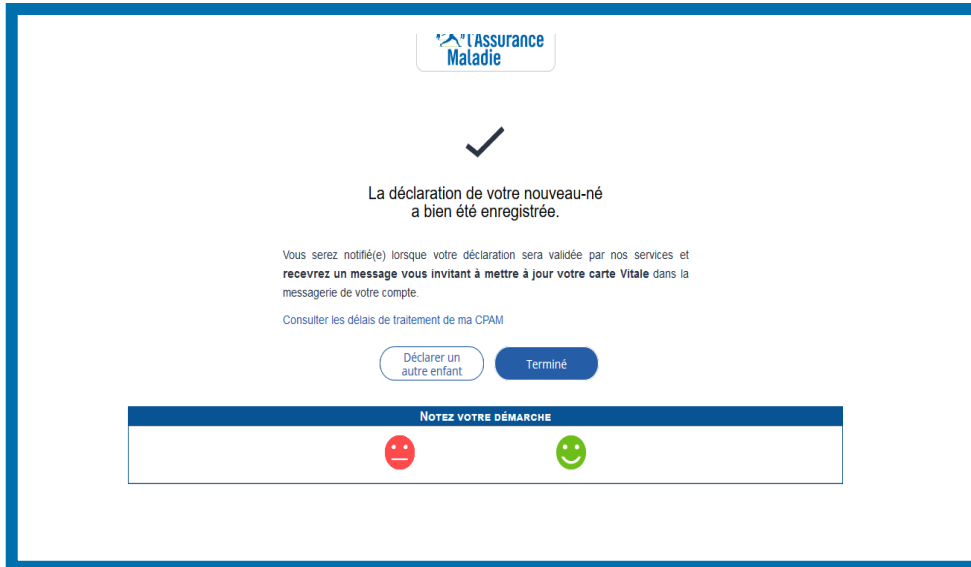 l'Assurance
Maladie
La déclaration de votre nouveau-né
a bien été enregistrée.
Vous serez notifié(e) lorsque votre déclaration sera validée par nos services et
recevrez un message vous invitant à mettre à jour votre carte Vitale dans la
messagerie de votre compte.
Consulter les délais de traitement de ma CPAM
Déclarer un
autre enfant
Terminé
NOTEZ VOTRE DÉMARCHE